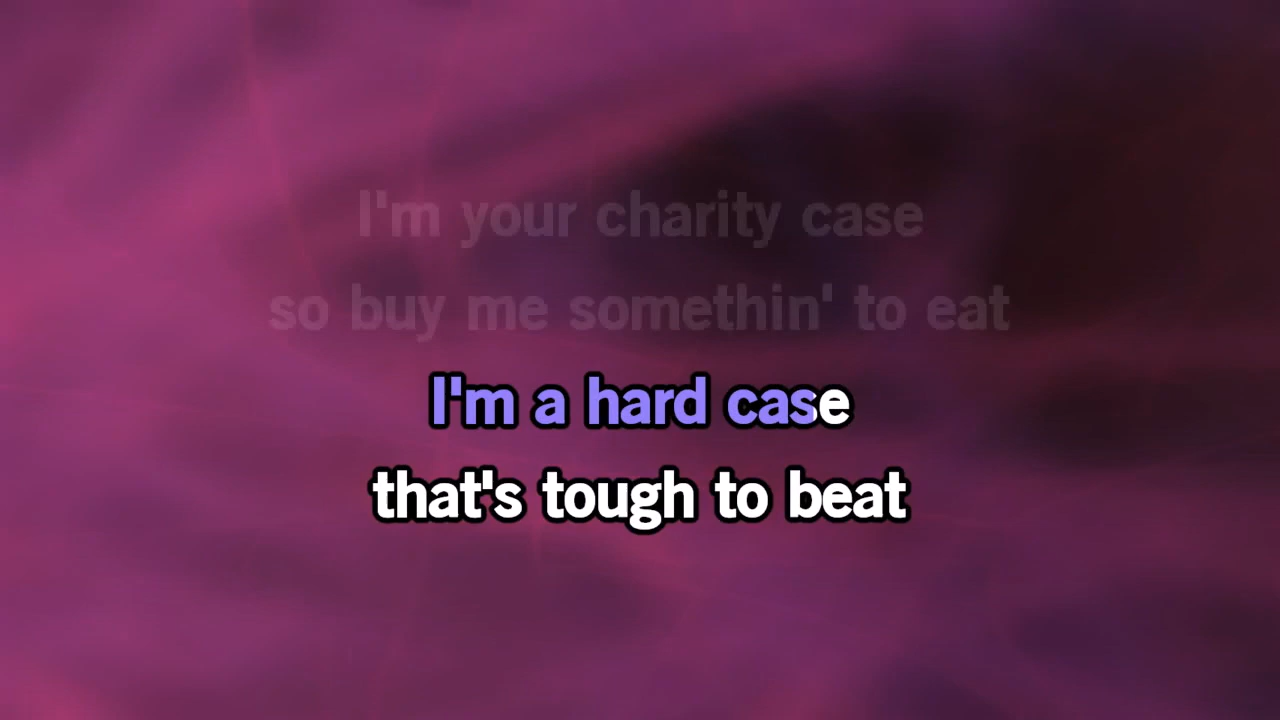 I'm your charity case
so buy me somethin' to eat
I'm a hard case
that's tough to beat